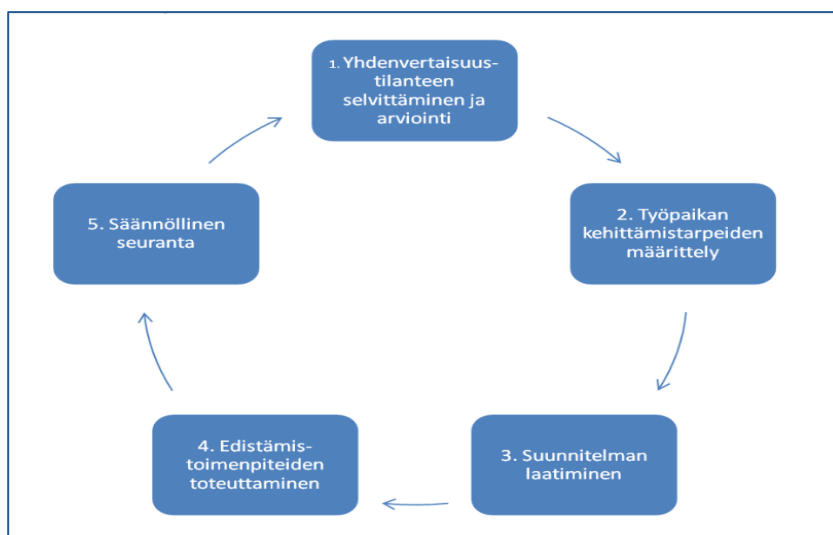 1. Yhdenvertaisuus-
tilanteen
selvittäminen ja
arviointi
2. Työpaikan
kehittämistarpeiden
määrittely
3. Suunnitelman
laatiminen
4. Edistämis-
toimenpiteiden
toteuttaminen
5. Säännöllinen
seuranta